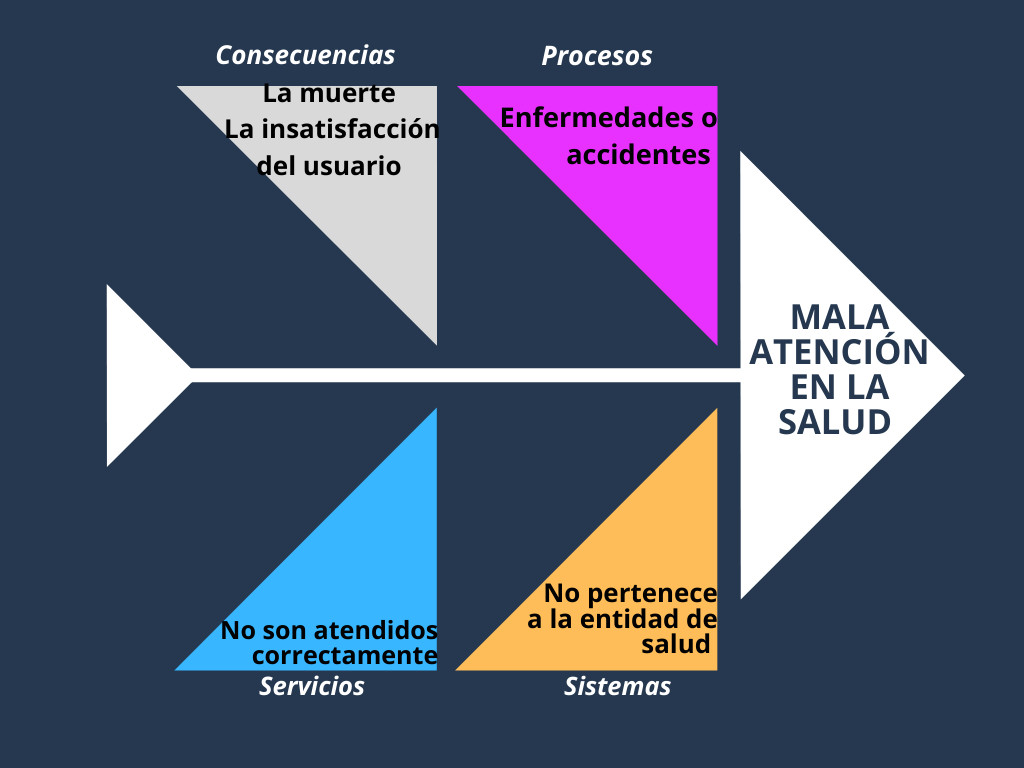 Consecuencias
La muerte
La insatisfacción
del usuario
Procesos
Enfermedades o
accidentes
MALA
ATENCIÓN
EN LA
SALUD
No son atendidos
correctamente
Servicios
No pertenece
a la entidad de
salud
Sistemas